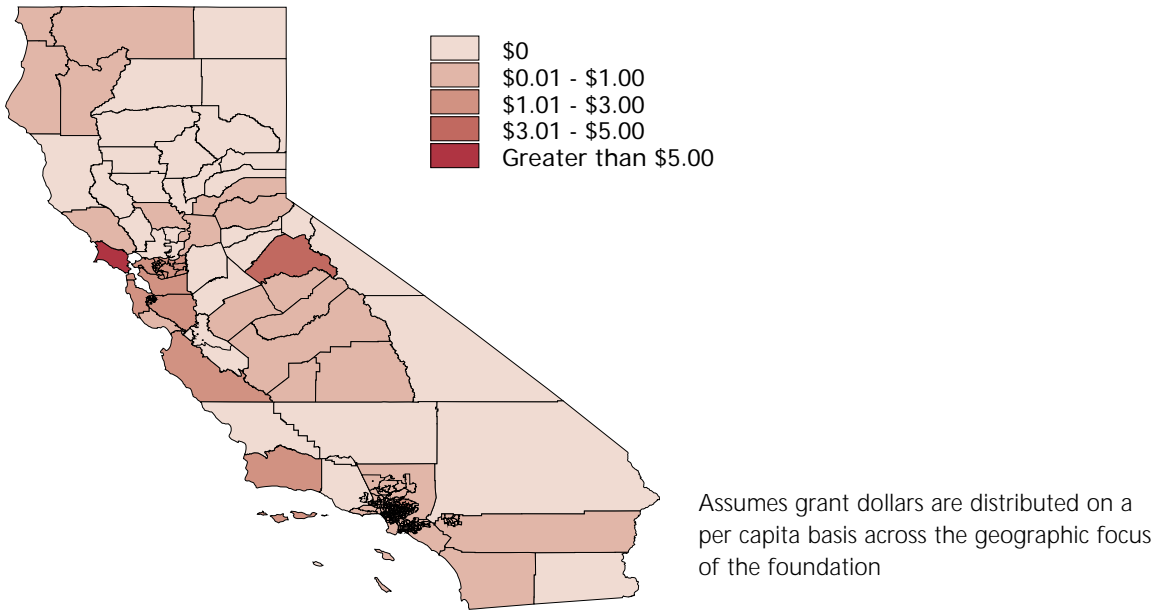 $0
$0.01 - $1.00
$1.01 - $3.00
$3.01 - $5.00
Greater than $5.00
Assumes grant dollars are distributed on a
per capita basis across the geographic focus
of the foundation